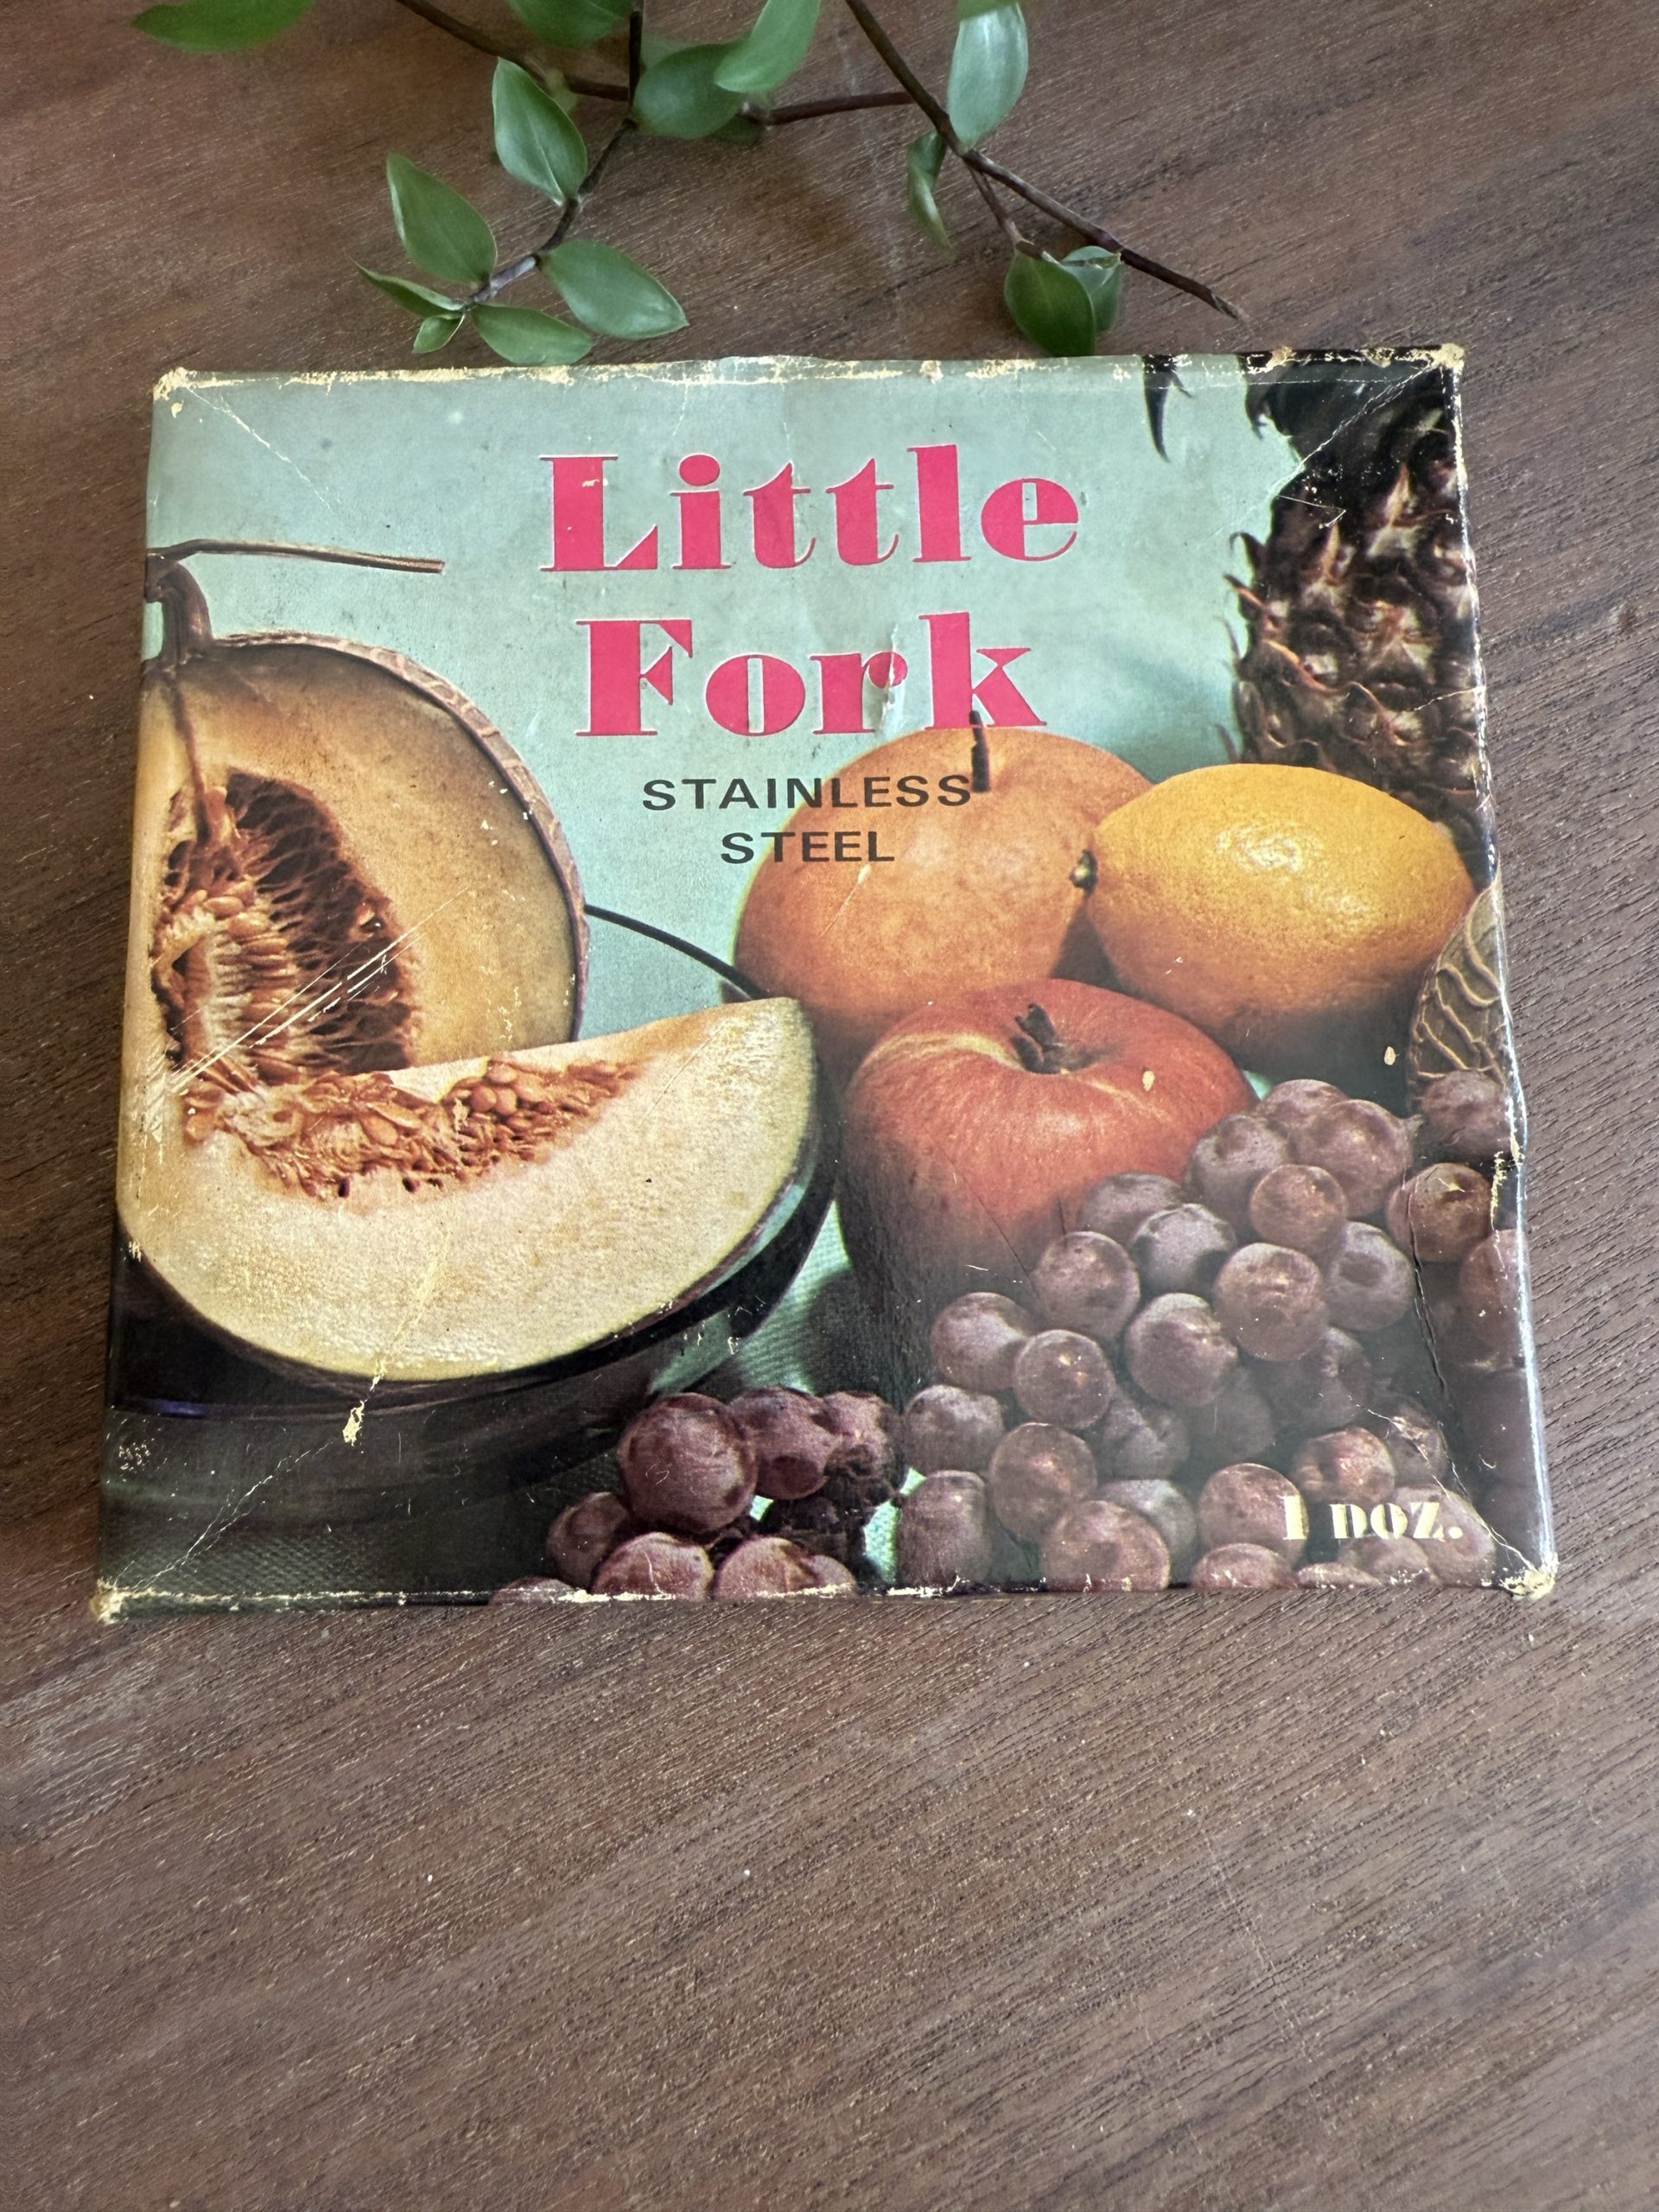 Little
Fork
STAINLESS
STEEL
1 DOZ.